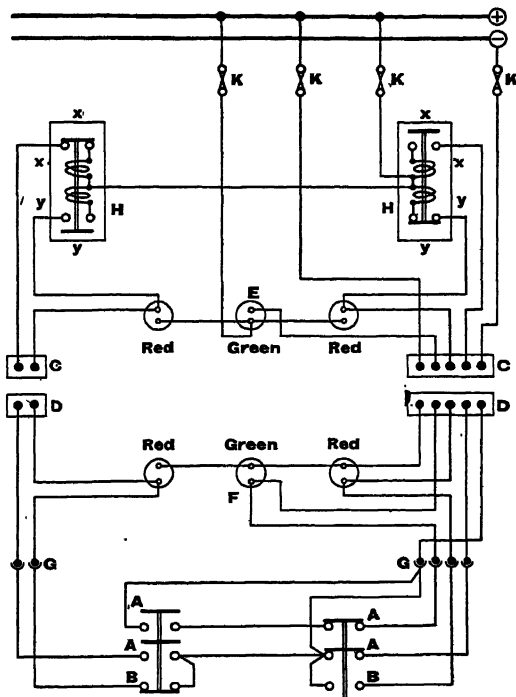 +
−
K K K K
x x
x x
y H H y
y y
E
Red Green Red
C C
D D
Red Green Red
F
G G
A A
A A
B B